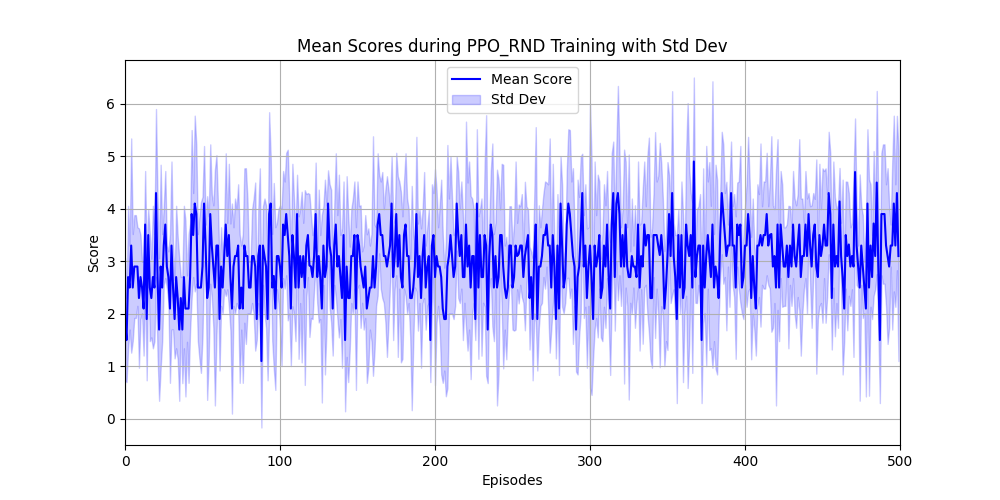 Mean Scores during PPO_RND Training with Std Dev
Mean Score
Std Dev
Score
6
5
4
3
2
1
0
0 100 200 300 400 500
Episodes